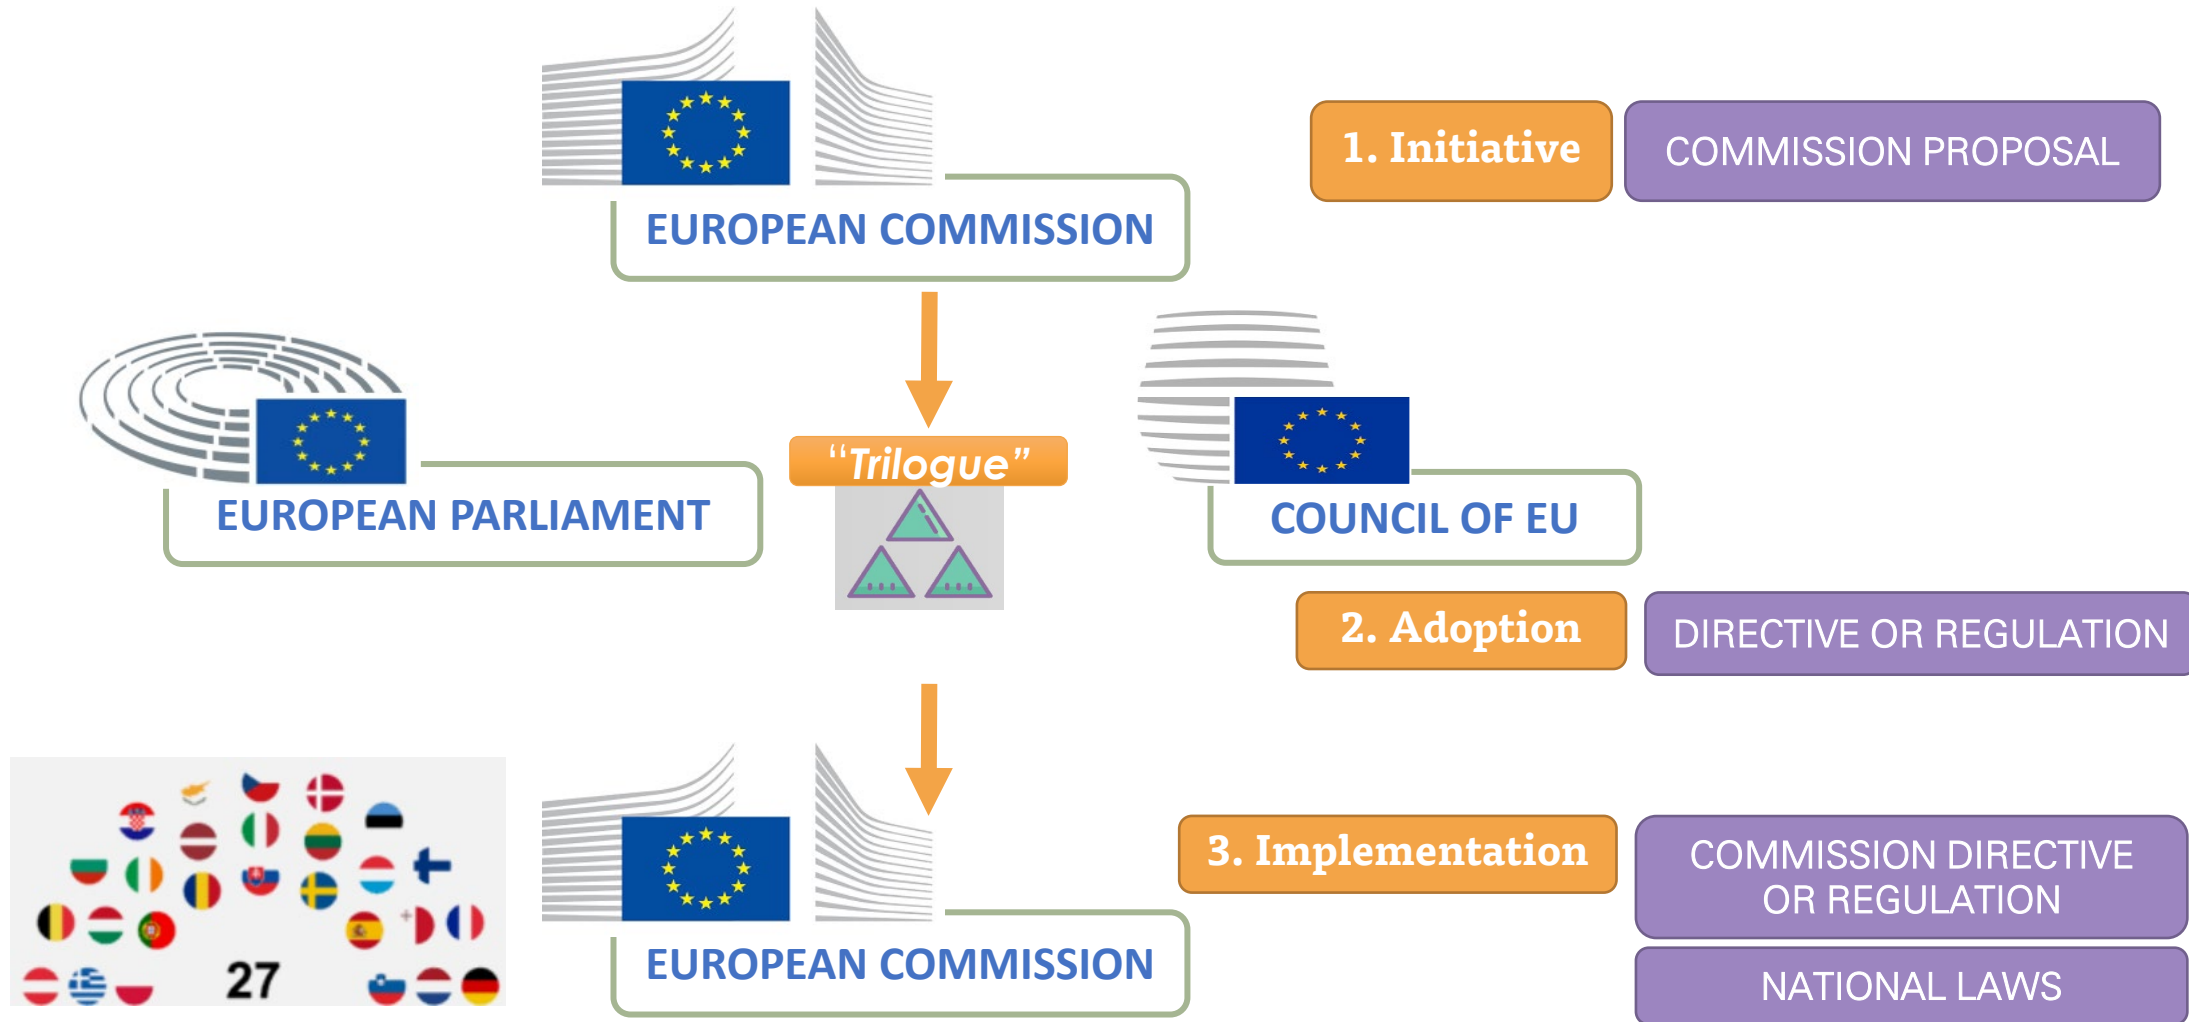 1. Initiative
COMMISSION PROPOSAL
EUROPEAN COMMISSION
“Trilogue”
EUROPEAN PARLIAMENT
COUNCIL OF EU
2. Adoption
DIRECTIVE OR REGULATION
3. Implementation
COMMISSION DIRECTIVE
OR REGULATION
27
EUROPEAN COMMISSION
NATIONAL LAWS